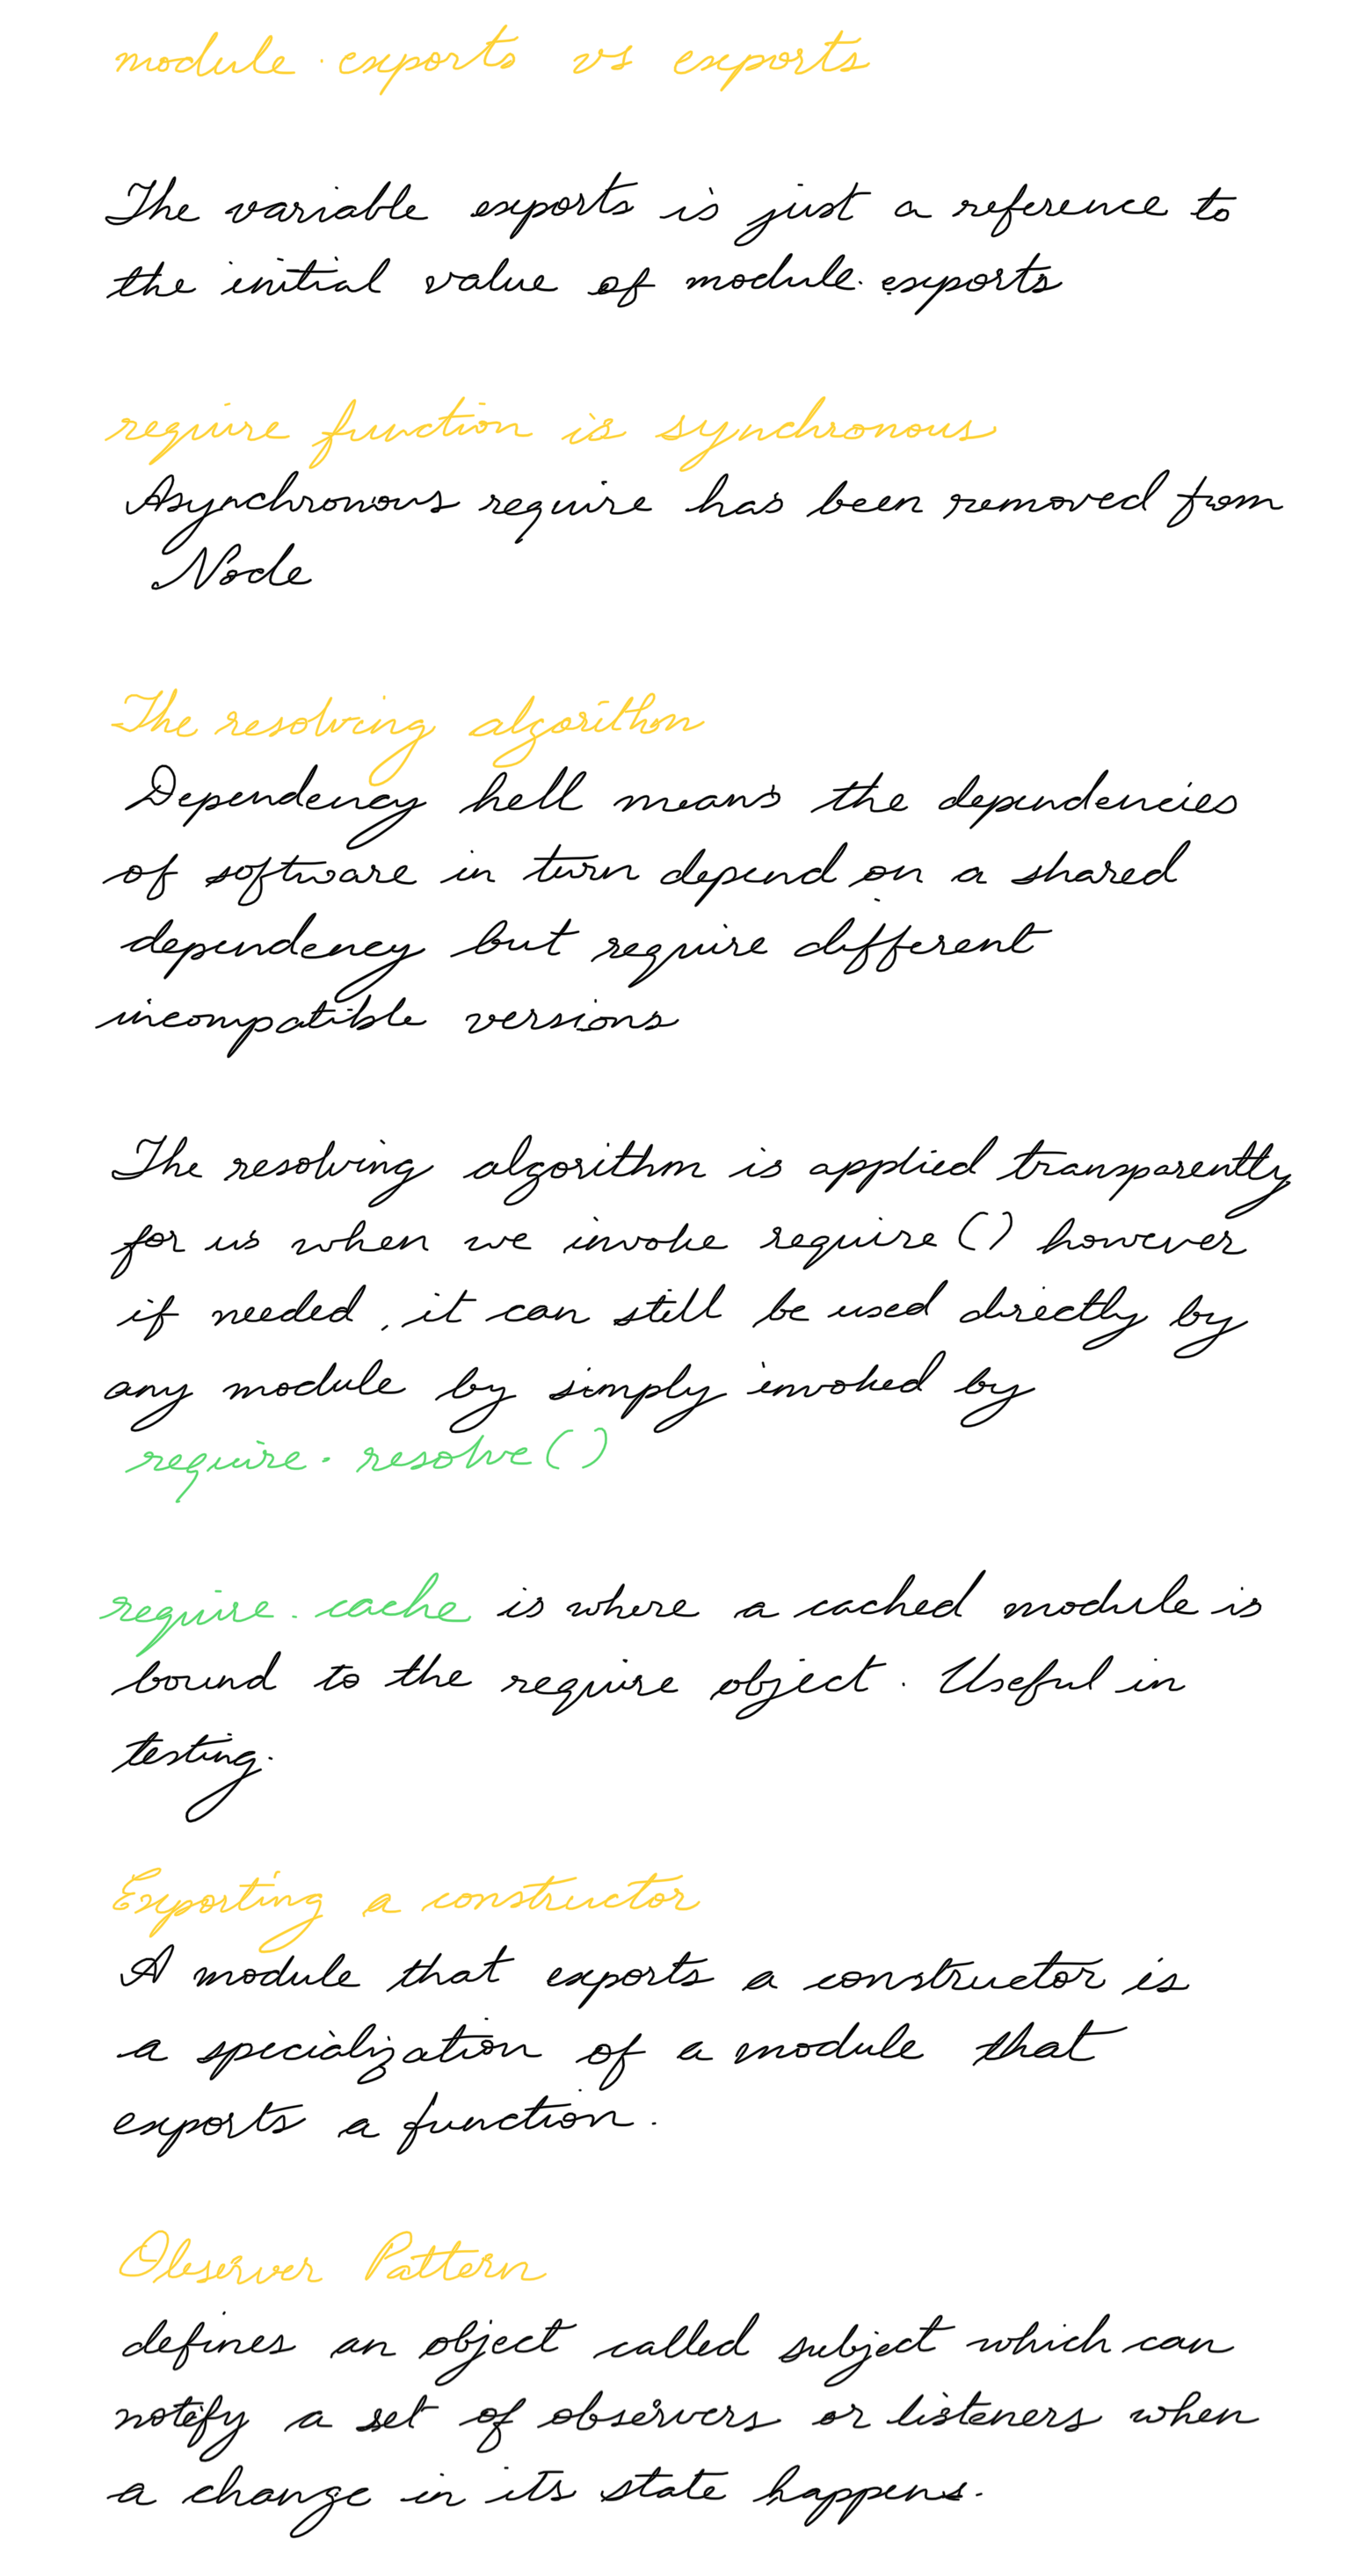 module.exports vs exports
The variable exports is just a reference to
the initial value of module.exports
require function is synchronous
Asynchronous require has been removed from
Node
The resolving algorithm
Dependency hell means the dependencies
of software in turn depend on a shared
dependency but require different
incompatible versions
The resolving algorithm is applied transparently
for us when we invoke require() however
if needed, it can still be used directly by
any module by simply invoked by
require.resolve()
require.cache is where a cached module is
bound to the require object. Useful in
testing.
Exporting a constructor
A module that exports a constructor is
a specialization of a module that
exports a function.
Observer Pattern
defines an object called subject which can
notify a set of observers or listeners when
a change in its state happens.